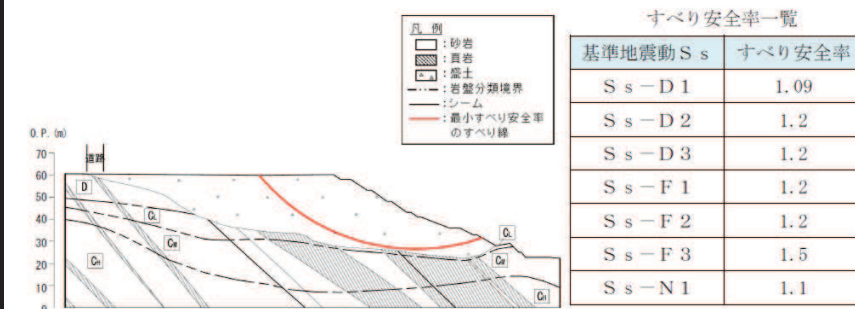 すべり安全率一覧
基準地震動Ｓｓ すべり安全率
Ｓｓ－Ｄ１ 1.09
Ｓｓ－Ｄ２ 1.2
Ｓｓ－Ｄ３ 1.2
Ｓｓ－Ｆ１ 1.2
Ｓｓ－Ｆ２ 1.2
Ｓｓ－Ｆ３ 1.5
Ｓｓ－Ｎ１ 1.1
凡 例
：砂岩
：頁岩
：盛土
：岩盤分類境界
：シーム
：最小すべり安全率
のすべり線
O.P.(m)
70
60
50
40
30
20
10
0
道路
D
CL
CM
CH
CL
CM
CH